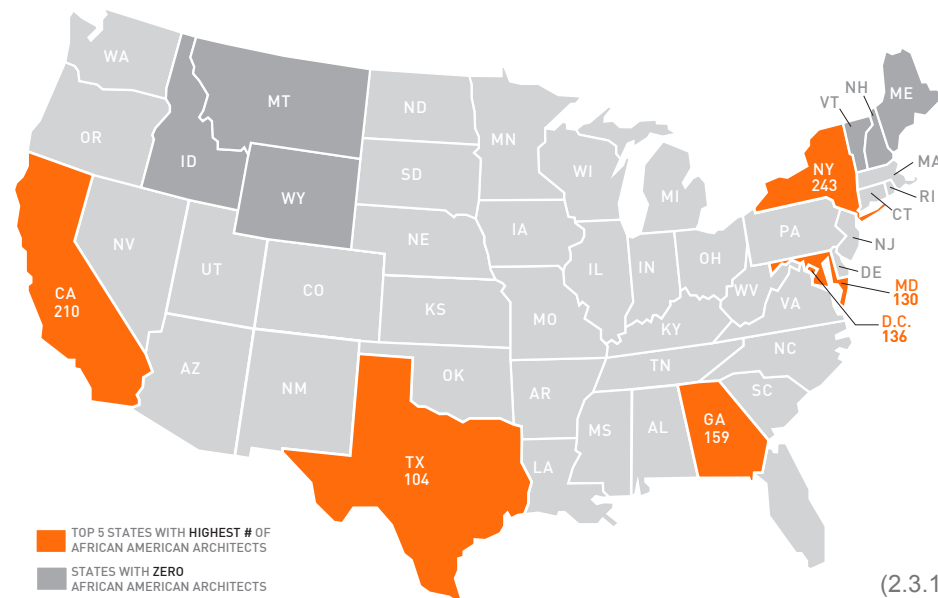 WA
MT
ND
OR
ID
MN
VT
NH
ME
WY
SD
WI
MI
NY
243
MA
RI
CT
NV
UT
NE
IA
PA
NJ
CA
210
CO
IL
IN
OH
DE
WV
VA
MD
130
KS
MO
KY
D.C.
136
AZ
NM
OK
AR
TN
NC
SC
TX
104
MS
AL
GA
159
LA
TOP 5 STATES WITH HIGHEST # OF
AFRICAN AMERICAN ARCHITECTS
STATES WITH ZERO
AFRICAN AMERICAN ARCHITECTS
(2.3.1